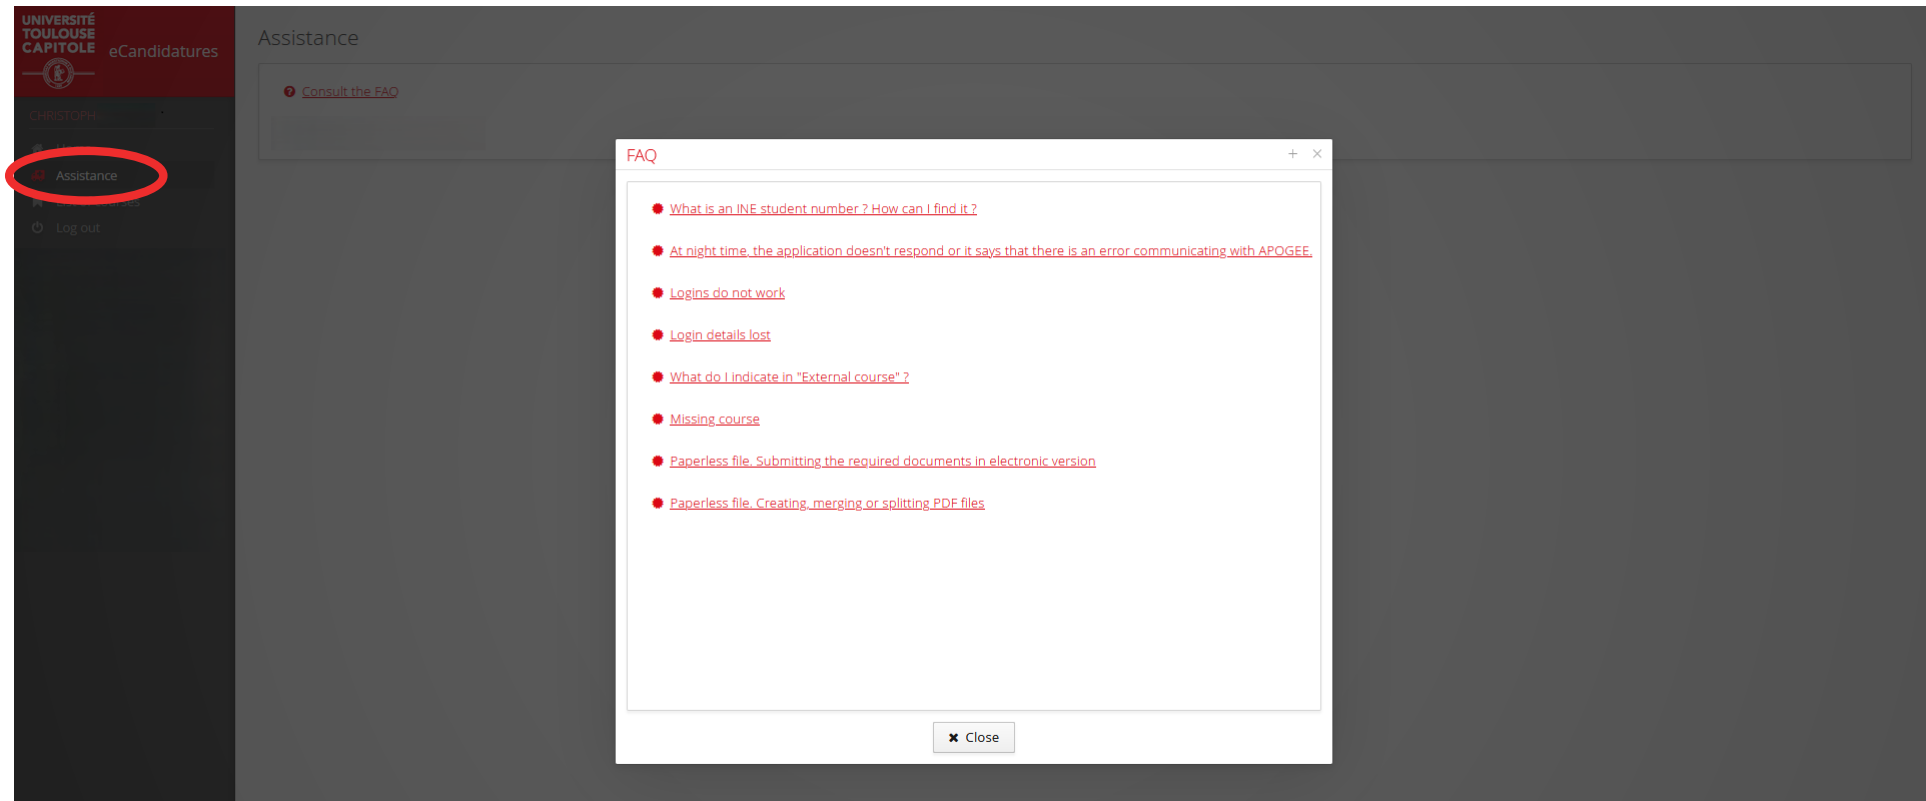 UNIVERSITÉ
TOULOUSE
CAPITOLE
eCandidatures
CHRISTOPH
Assistance
Log out
Assistance
Consult the FAQ
FAQ
What is an INE student number ? How can I find it ?
At night time, the application doesn't respond or it says that there is an error communicating with APOGEE.
Logins do not work
Login details lost
What do I indicate in "External course" ?
Missing course
Paperless file. Submitting the required documents in electronic version
Paperless file. Creating, merging or splitting PDF files
Close